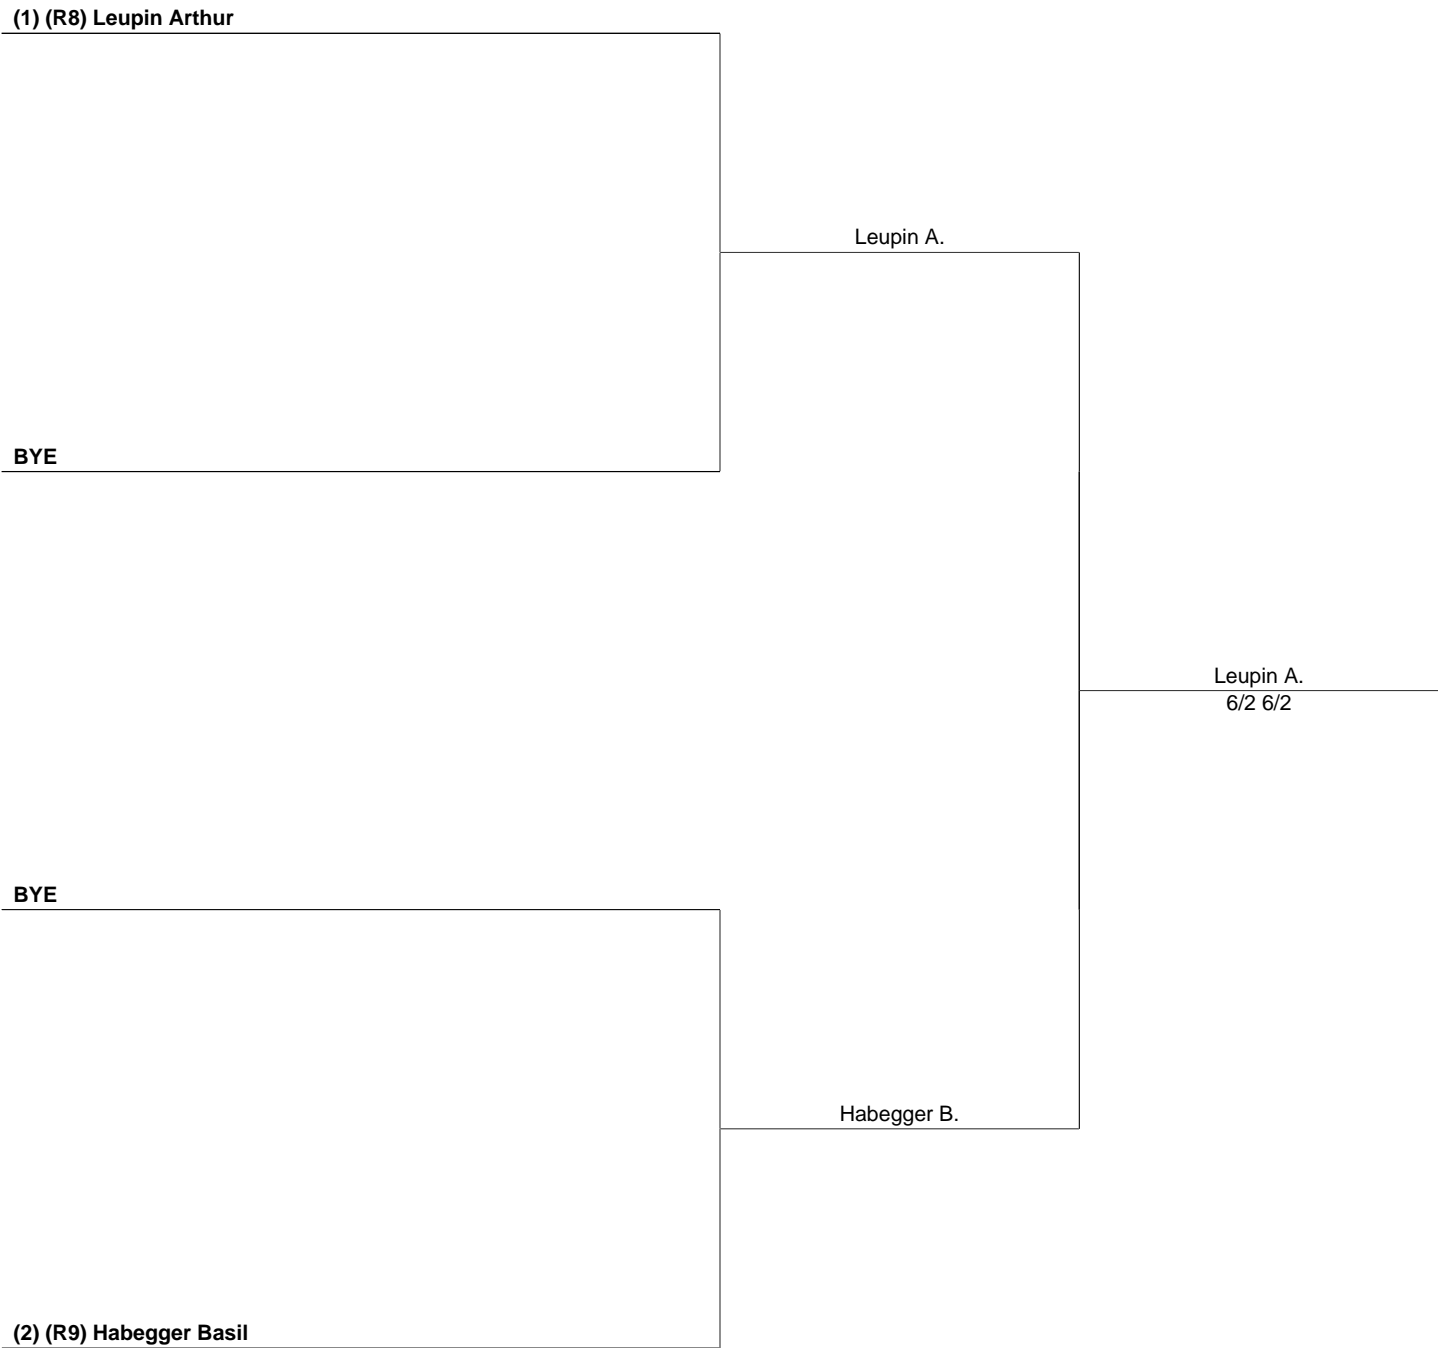 (1) (R8) Leupin Arthur
Leupin A.
BYE
Leupin A.
6/2 6/2
BYE
Habegger B.
(2) (R9) Habegger Basil